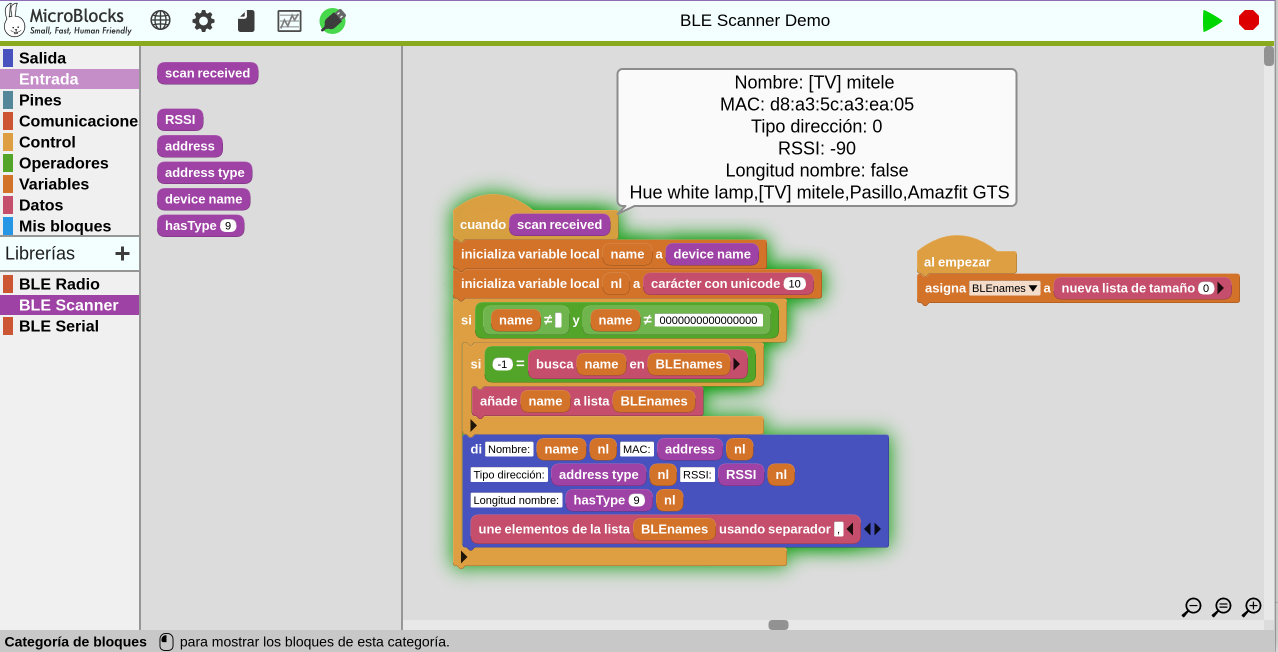 MicroBlocks
Small, Fast, Human Friendly
BLE Scanner Demo
Salida
Entrada
Pines
Comunicacione
Control
Operadores
Variables
Datos
Mis bloques
Librerías +
BLE Radio
BLE Scanner
BLE Serial
scan received
RSSI
address
address type
device name
hasType 9
Nombre: [TV] mitele
MAC: d8:a3:5c:a3:ea:05
Tipo dirección: 0
RSSI: -90
Longitud nombre: false
Hue white lamp,[TV] mitele,Pasillo,Amazfit GTS
cuando scan received
inicializa variable local name a device name
inicializa variable local nl a carácter con unicode 10
si name ≠ y name ≠ 0000000000000000
si -1 = busca name en BLEnames
añade name a lista BLEnames
di Nombre: name nl MAC: address nl
Tipo dirección: address type nl RSSI: RSSI nl
Longitud nombre: hasType 9 nl
une elementos de la lista BLEnames usando separador ,
al empezar
asigna BLEnames a nueva lista de tamaño 0
Categoría de bloques para mostrar los bloques de esta categoría.